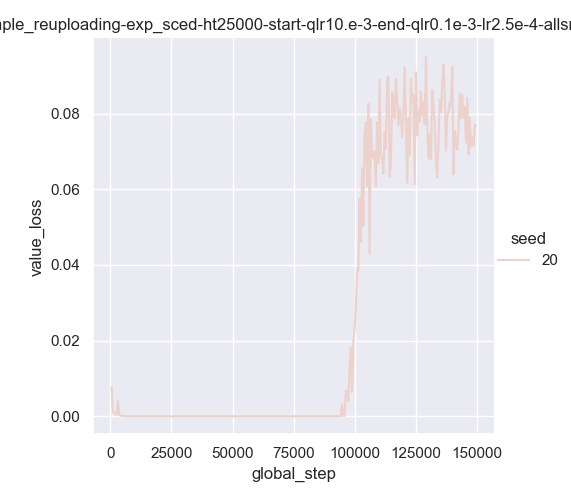 ple_reuploading-exp_sced-ht25000-start-qlr10.e-3-end-qlr0.1e-3-lr2.5e-4-alls
value_loss
0.08
0.06
0.04
0.02
0.00
0 25000 50000 75000 100000 125000 150000
global_step
seed
20